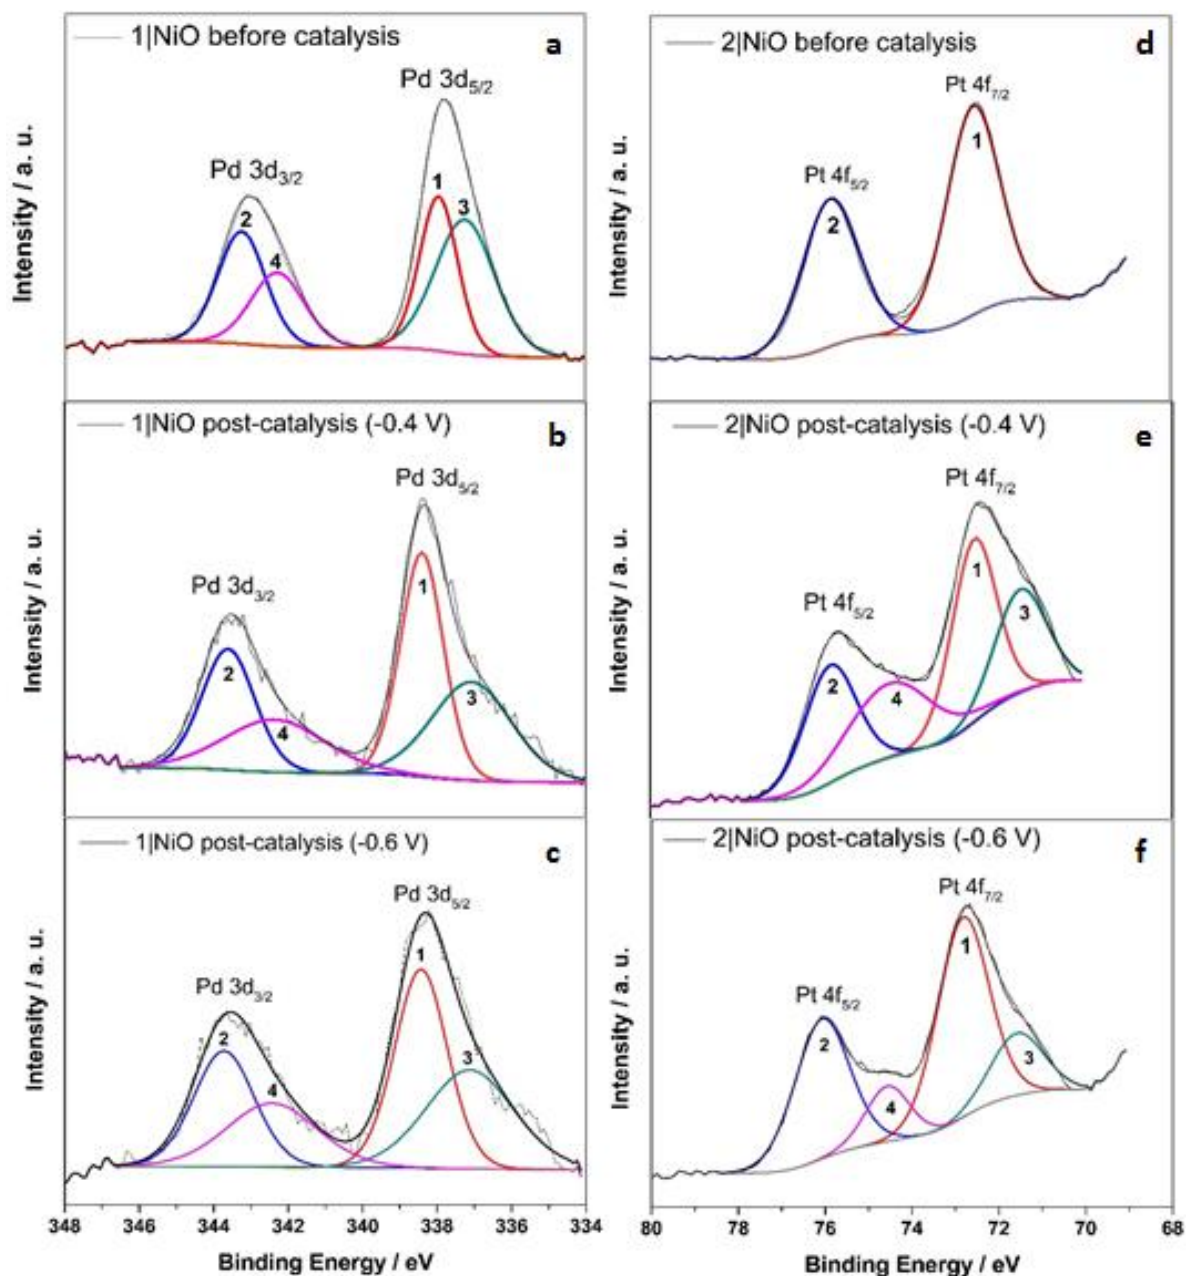 1|NiO before catalysis
a
Pd 3d5/2
Pd 3d3/2
1
2
3
4
Intensity / a. u.
1|NiO post-catalysis (-0.4 V)
b
Pd 3d5/2
Pd 3d3/2
1
2
3
4
Intensity / a. u.
1|NiO post-catalysis (-0.6 V)
c
Pd 3d5/2
Pd 3d3/2
1
2
3
4
Intensity / a. u.
348 346 344 342 340 338 336 334
Binding Energy / eV
2|NiO before catalysis
d
Pt 4f7/2
Pt 4f5/2
1
2
Intensity / a. u.
2|NiO post-catalysis (-0.4 V)
e
Pt 4f7/2
Pt 4f5/2
1
2
3
4
Intensity / a. u.
2|NiO post-catalysis (-0.6 V)
f
Pt 4f7/2
Pt 4f5/2
1
2
3
4
Intensity / a. u.
80 78 76 74 72 70 68
Binding Energy / eV